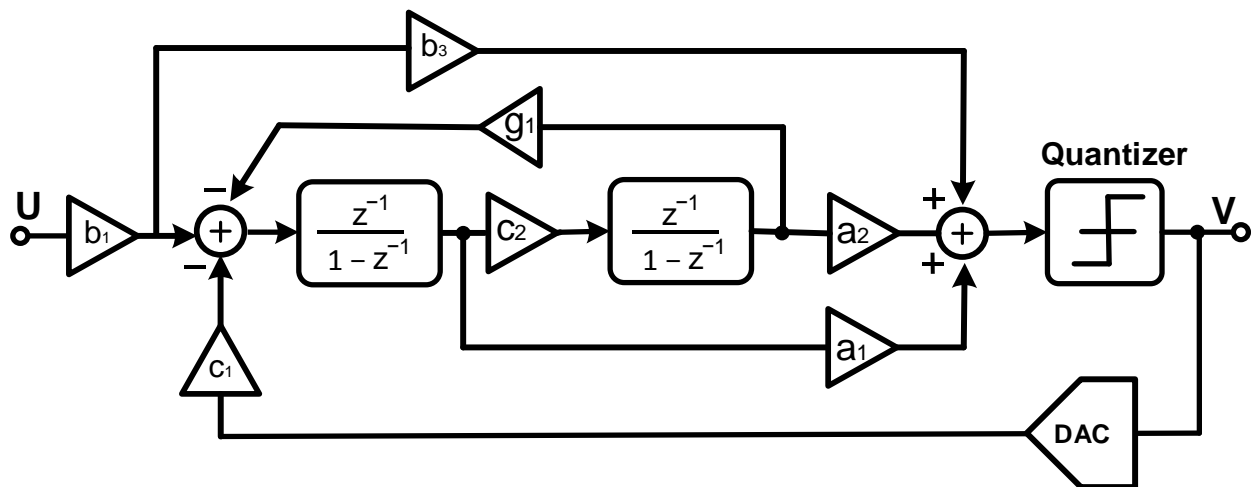 b₃
g₁
Quantizer
U
b₁
−
+
−
z⁻¹
1 − z⁻¹
c₂
z⁻¹
1 − z⁻¹
a₂
+
+
+
V
a₁
c₁
DAC